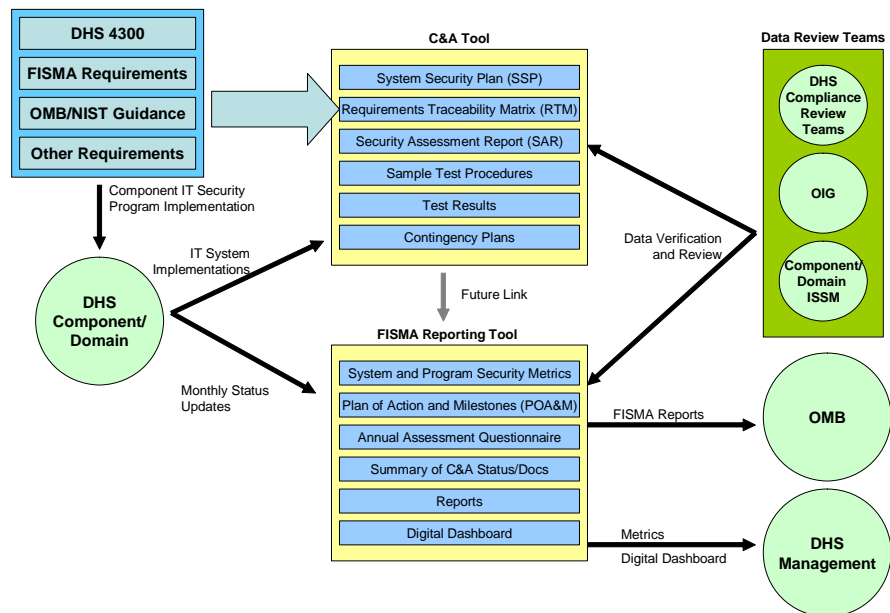 DHS 4300
FISMA Requirements
OMB/NIST Guidance
Other Requirements
Component IT Security
Program Implementation
DHS
Component/
Domain
IT System
Implementations
Monthly Status
Updates
C&A Tool
System Security Plan (SSP)
Requirements Traceability Matrix (RTM)
Security Assessment Report (SAR)
Sample Test Procedures
Test Results
Contingency Plans
Future Link
FISMA Reporting Tool
System and Program Security Metrics
Plan of Action and Milestones (POA&M)
Annual Assessment Questionnaire
Summary of C&A Status/Docs
Reports
Digital Dashboard
Data Review Teams
DHS
Compliance
Review
Teams
OIG
Component/
Domain
ISSM
Data Verification
and Review
FISMA Reports
OMB
Metrics
Digital Dashboard
DHS
Management